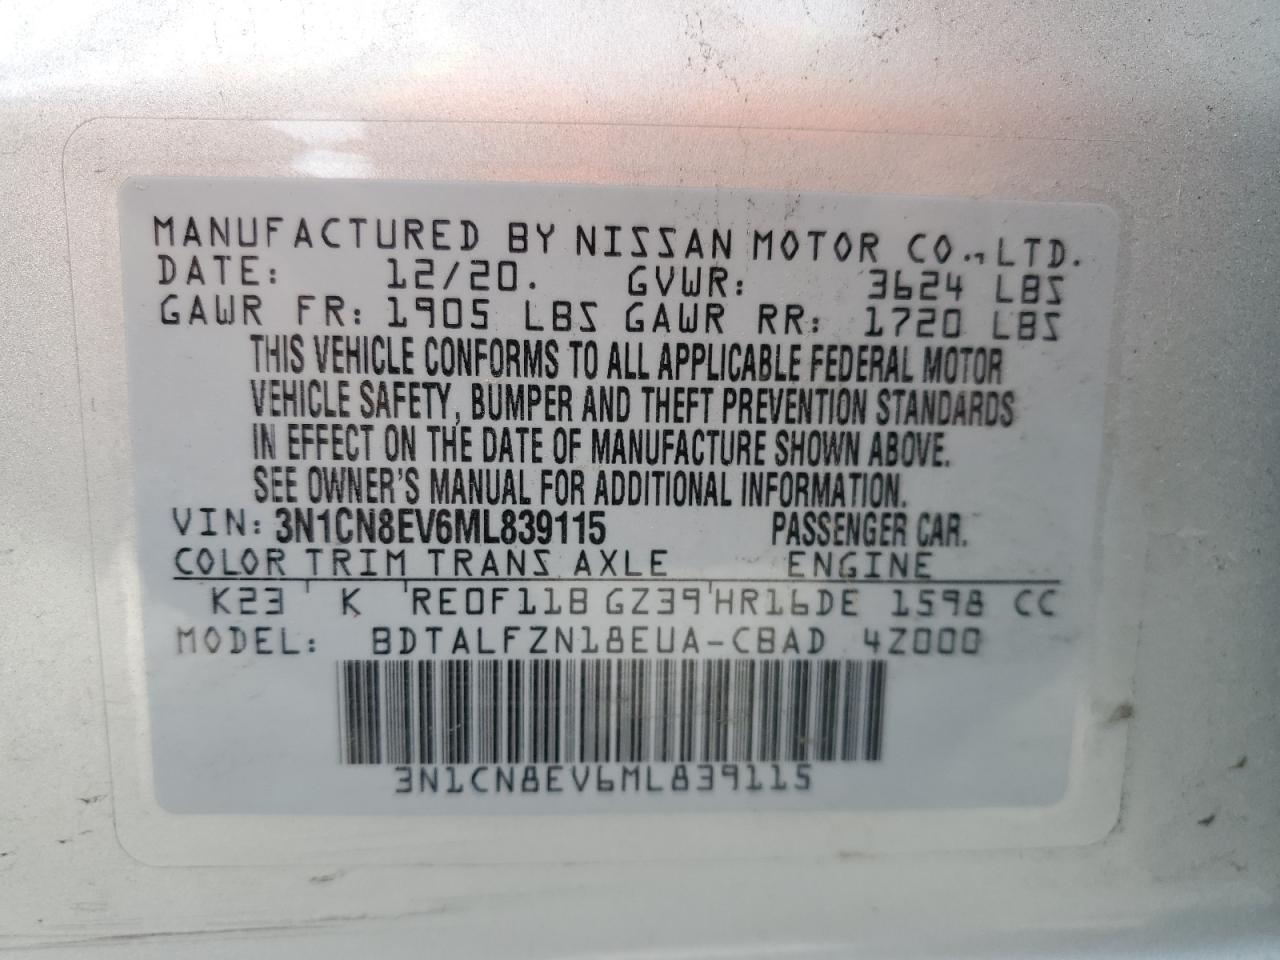 MANUFACTURED BY NISSAN MOTOR CO., LTD.
DATE: 12/20. GVWR: 3624 LBS
GAWR FR: 1905 LBS GAWR RR: 1720 LBS
THIS VEHICLE CONFORMS TO ALL APPLICABLE FEDERAL MOTOR
VEHICLE SAFETY, BUMPER AND THEFT PREVENTION STANDARDS
IN EFFECT ON THE DATE OF MANUFACTURE SHOWN ABOVE.
SEE OWNER'S MANUAL FOR ADDITIONAL INFORMATION.
VIN: 3N1CN8EV6ML839115 PASSENGER CAR.
COLOR TRIM TRANS AXLE ENGINE
K23 K RE0F11B GZ39 HR16DE 1598 CC
MODEL: BDTALFZN18EUA-CBAD 4Z000
3N1CN8EV6ML839115